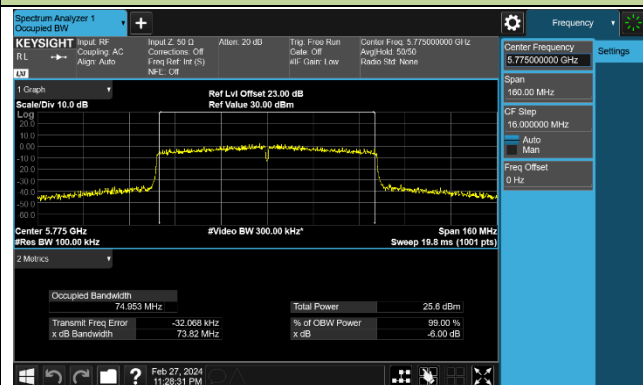 Spectrum Analyzer 1
Occupied BW
Frequency
KEYSIGHT
Input: RF
Coupling: AC
Align: Auto
Input Z: 50 Ω
Corrections: Off
Freq Ref: Int (S)
NFE: Off
Atten: 20 dB
Trig: Free Run
Gate: Off
#IF Gain: Low
Center Freq: 5.775000000 GHz
Avg|Hold: 50/50
Radio Std: None
RL
LXI
Center Frequency
5.775000000 GHz
Settings
Span
160.00 MHz
CF Step
16.000000 MHz
Auto
Man
Freq Offset
0 Hz
1 Graph
Scale/Div 10.0 dB
Ref Lvl Offset 23.00 dB
Ref Value 30.00 dBm
Log
20.0
10.0
0.00
-10.0
-20.0
-30.0
-40.0
-50.0
-60.0
Center 5.775 GHz
#Res BW 100.00 kHz
#Video BW 300.00 kHz*
Span 160 MHz
Sweep 19.8 ms (1001 pts)
2 Metrics
Occupied Bandwidth
74.953 MHz
Total Power
25.6 dBm
Transmit Freq Error
-32.068 kHz
% of OBW Power
99.00 %
x dB Bandwidth
73.82 MHz
x dB
-6.00 dB
?
Feb 27, 2024
11:28:31 PM